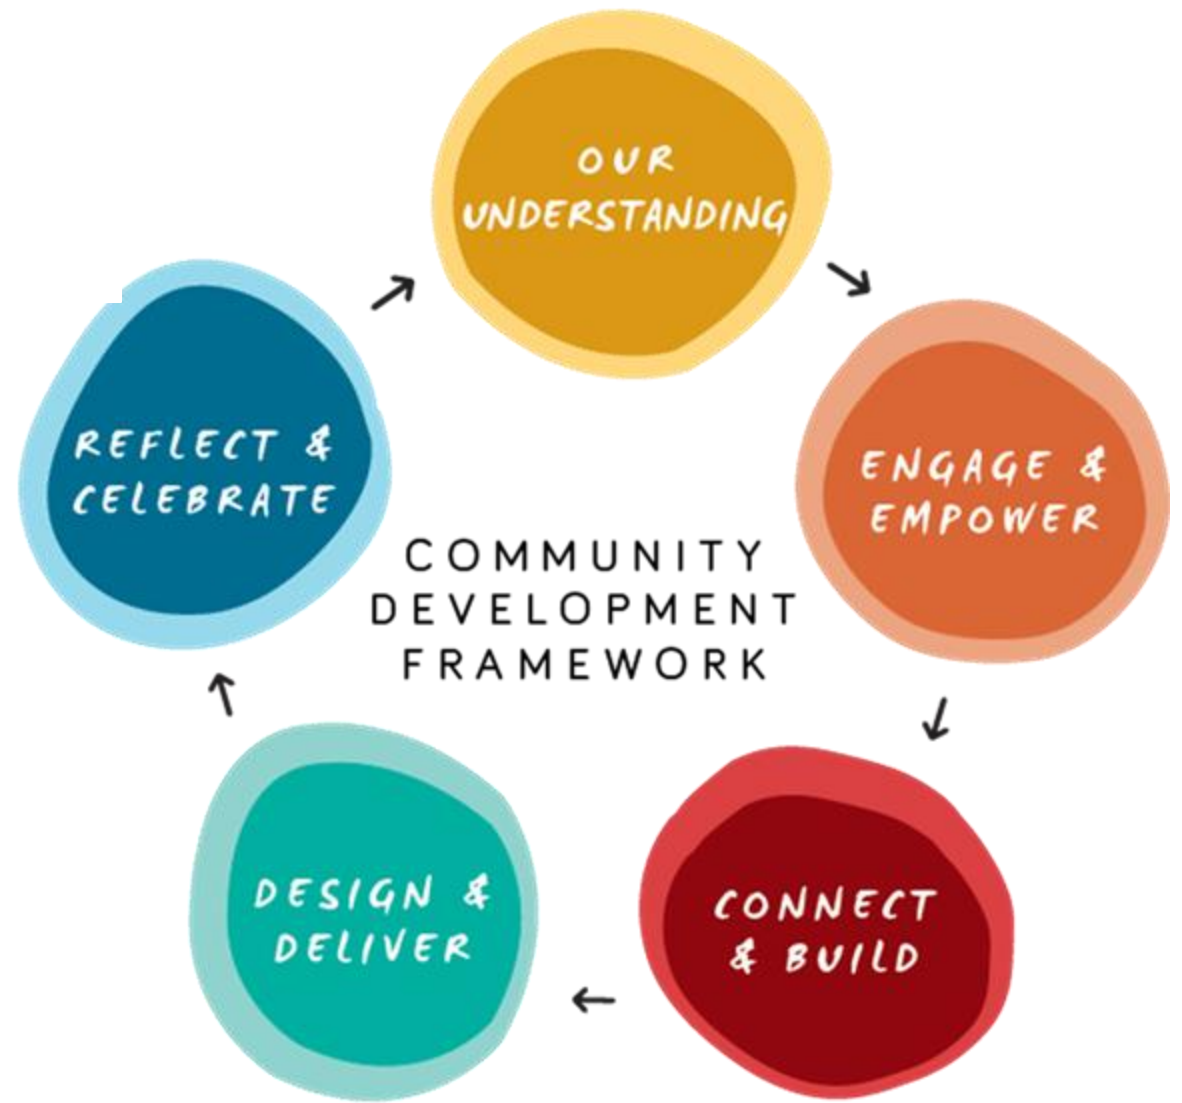 OUR
UNDERSTANDING
ENGAGE &
EMPOWER
CONNECT
& BUILD
DESIGN &
DELIVER
REFLECT &
CELEBRATE
COMMUNITY
DEVELOPMENT
FRAMEWORK